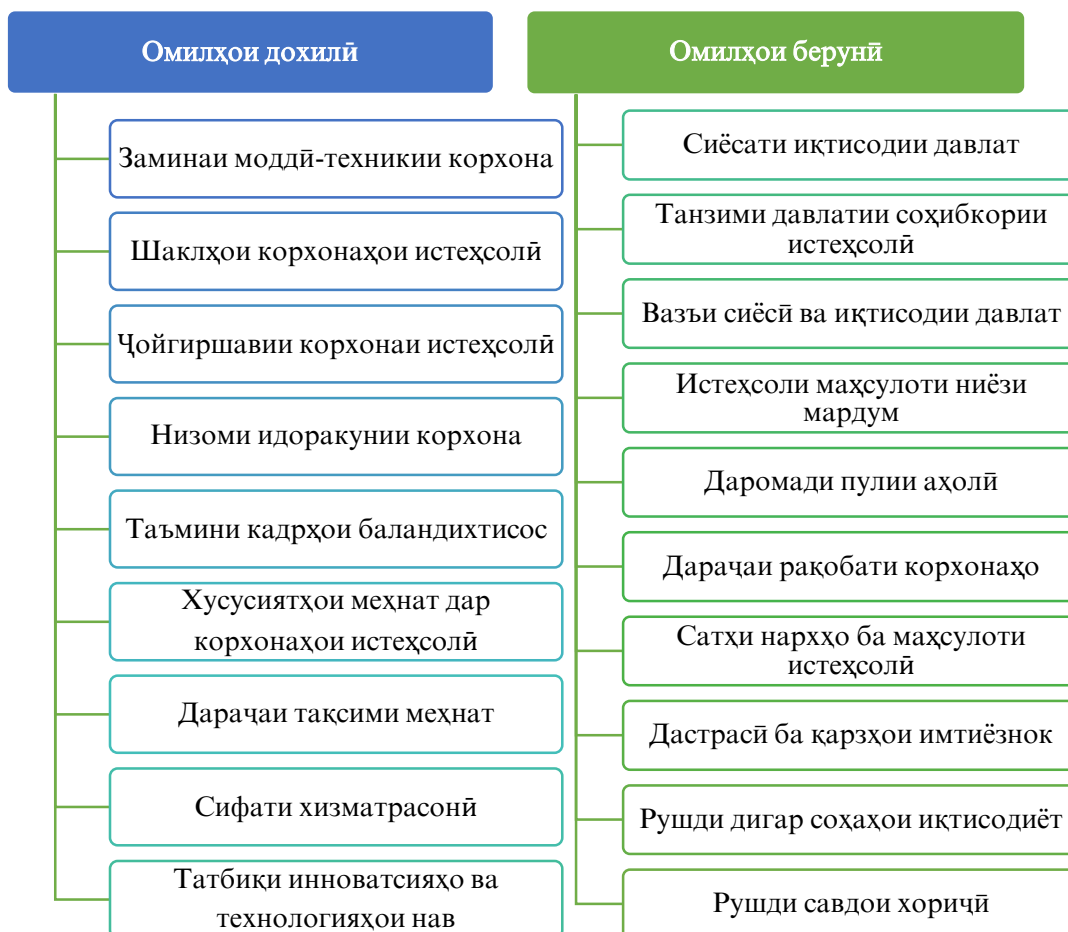 Омилҳои дохилӣ
Заминаи моддӣ-техникии корхона
Шаклҳои корхонаҳои истеҳсолӣ
Ҷойгиршавии корхонаи истеҳсолӣ
Низоми идоракунии корхона
Таъмини кадрҳои баландихтисос
Хусусиятҳои меҳнат дар
корхонаҳои истеҳсолӣ
Дараҷаи тақсими меҳнат
Сифати хизматрасонӣ
Татбиқи инноватсияҳо ва
технологияҳои нав
Омилҳои берунӣ
Сиёсати иқтисодии давлат
Танзими давлатии соҳибкории
истеҳсолӣ
Вазъи сиёсӣ ва иқтисодии давлат
Истеҳсоли маҳсулоти ниёзи
мардум
Даромади пулии аҳолӣ
Дараҷаи рақобати корхонаҳо
Сатҳи нархҳо ба маҳсулоти
истеҳсолӣ
Дастрасӣ ба қарзҳои имтиёзнок
Рушди дигар соҳаҳои иқтисодиёт
Рушди савдои хориҷӣ